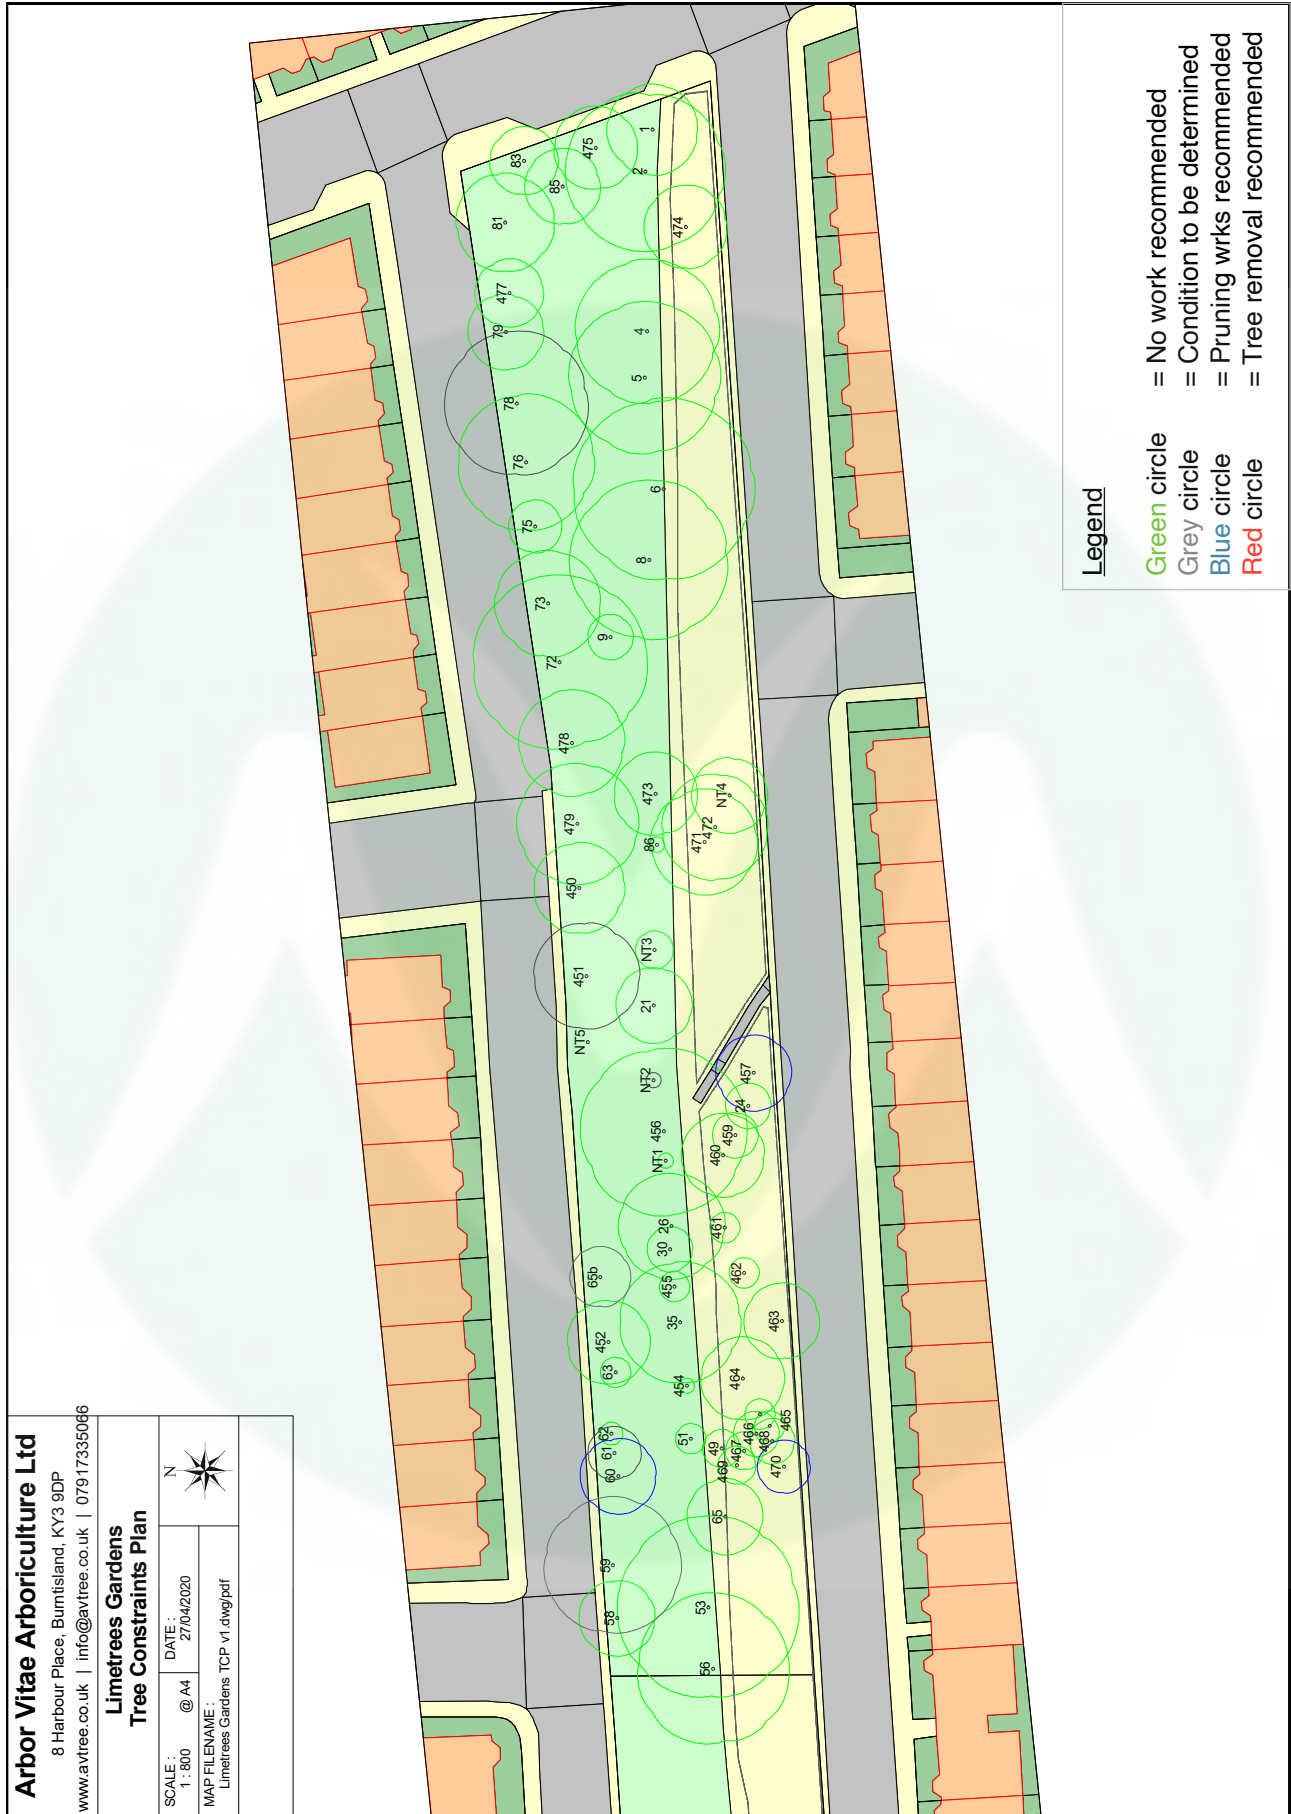 Arbor Vitae Arboriculture Ltd
8 Harbour Place, Burntisland, KY3 9DP
www.avtree.co.uk | info@avtree.co.uk | 07917335066
Limetrees Gardens
Tree Constraints Plan
SCALE :
1 : 800 @ A4
DATE :
27/04/2020
N
MAP FILENAME :
Limetrees Gardens TCP v1.dwg/pdf
Legend
Green circle = No work recommended
Grey circle = Condition to be determined
Blue circle = Pruning wrks recommended
Red circle = Tree removal recommended
58
59
60
61
62
63
452
65b
NT5
451
450
479
478
72
73
75
76
78
79
477
81
83
85
475
1
2
474
4
5
6
8
9
473
NT4
472
471
86
NT3
21
NT2
456
NT1
26
30
455
35
454
51
53
56
65
469
467
49
466
468
470
465
464
463
462
461
460
459
24
457